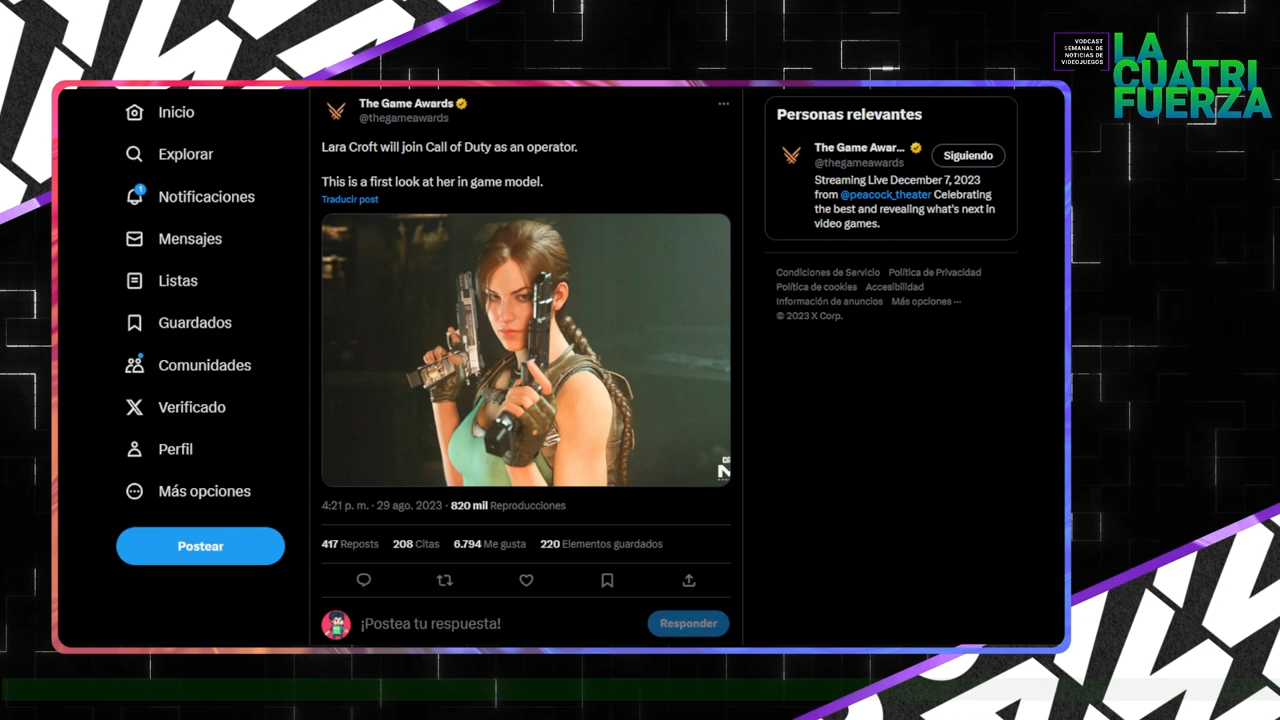 VODCAST
SEMANAL DE
NOTICIAS DE
VIDEOJUEGOS
LA
CUATRI
FUERZA
Inicio
Explorar
1
Notificaciones
Mensajes
Listas
Guardados
Comunidades
Verificado
Perfil
Más opciones
Postear
The Game Awards
@thegameawards
Lara Croft will join Call of Duty as an operator.
This is a first look at her in game model.
Traducir post
4:21 p. m. · 29 ago. 2023 · 820 mil Reproducciones
417 Reposts 208 Citas 6.794 Me gusta 220 Elementos guardados
¡Postea tu respuesta!
Responder
Personas relevantes
The Game Awar...
@thegameawards
Siguiendo
Streaming Live December 7, 2023
from @peacock_theater Celebrating
the best and revealing what's next in
video games.
Condiciones de Servicio Política de Privacidad
Política de cookies Accesibilidad
Información de anuncios Más opciones ···
© 2023 X Corp.